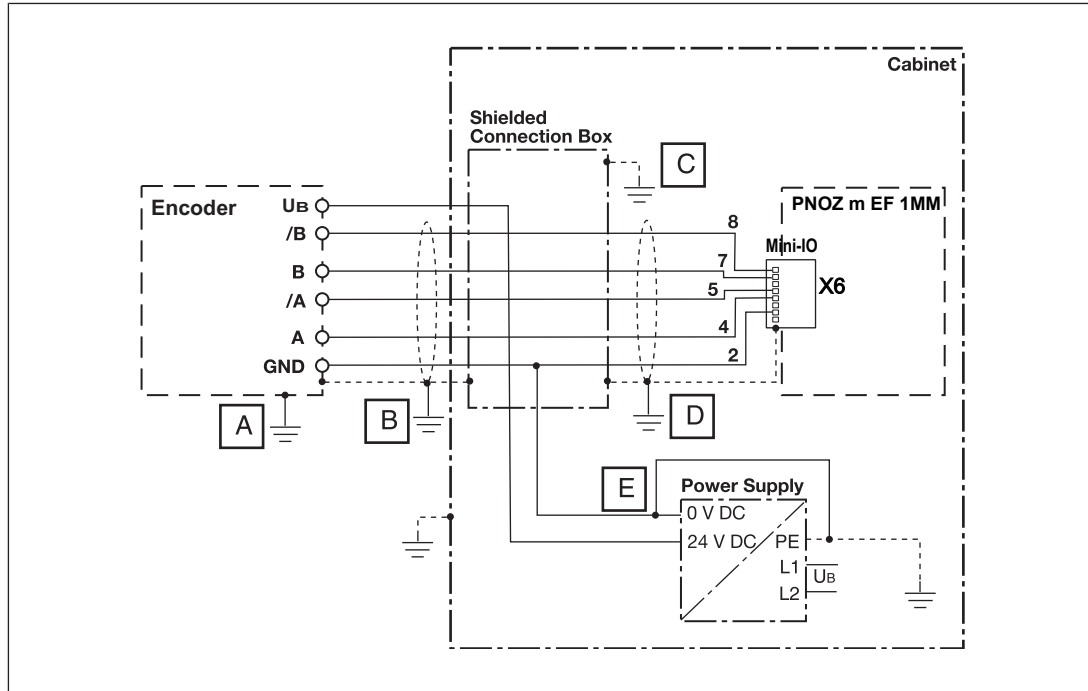 Cabinet
Shielded
Connection Box
C
Encoder
UB
/B
B
/A
A
GND
PNOZ m EF 1MM
Mini-IO
X6
8
7
5
4
2
A
B
D
E
Power Supply
0 V DC
24 V DC
PE
L1
L2
UB